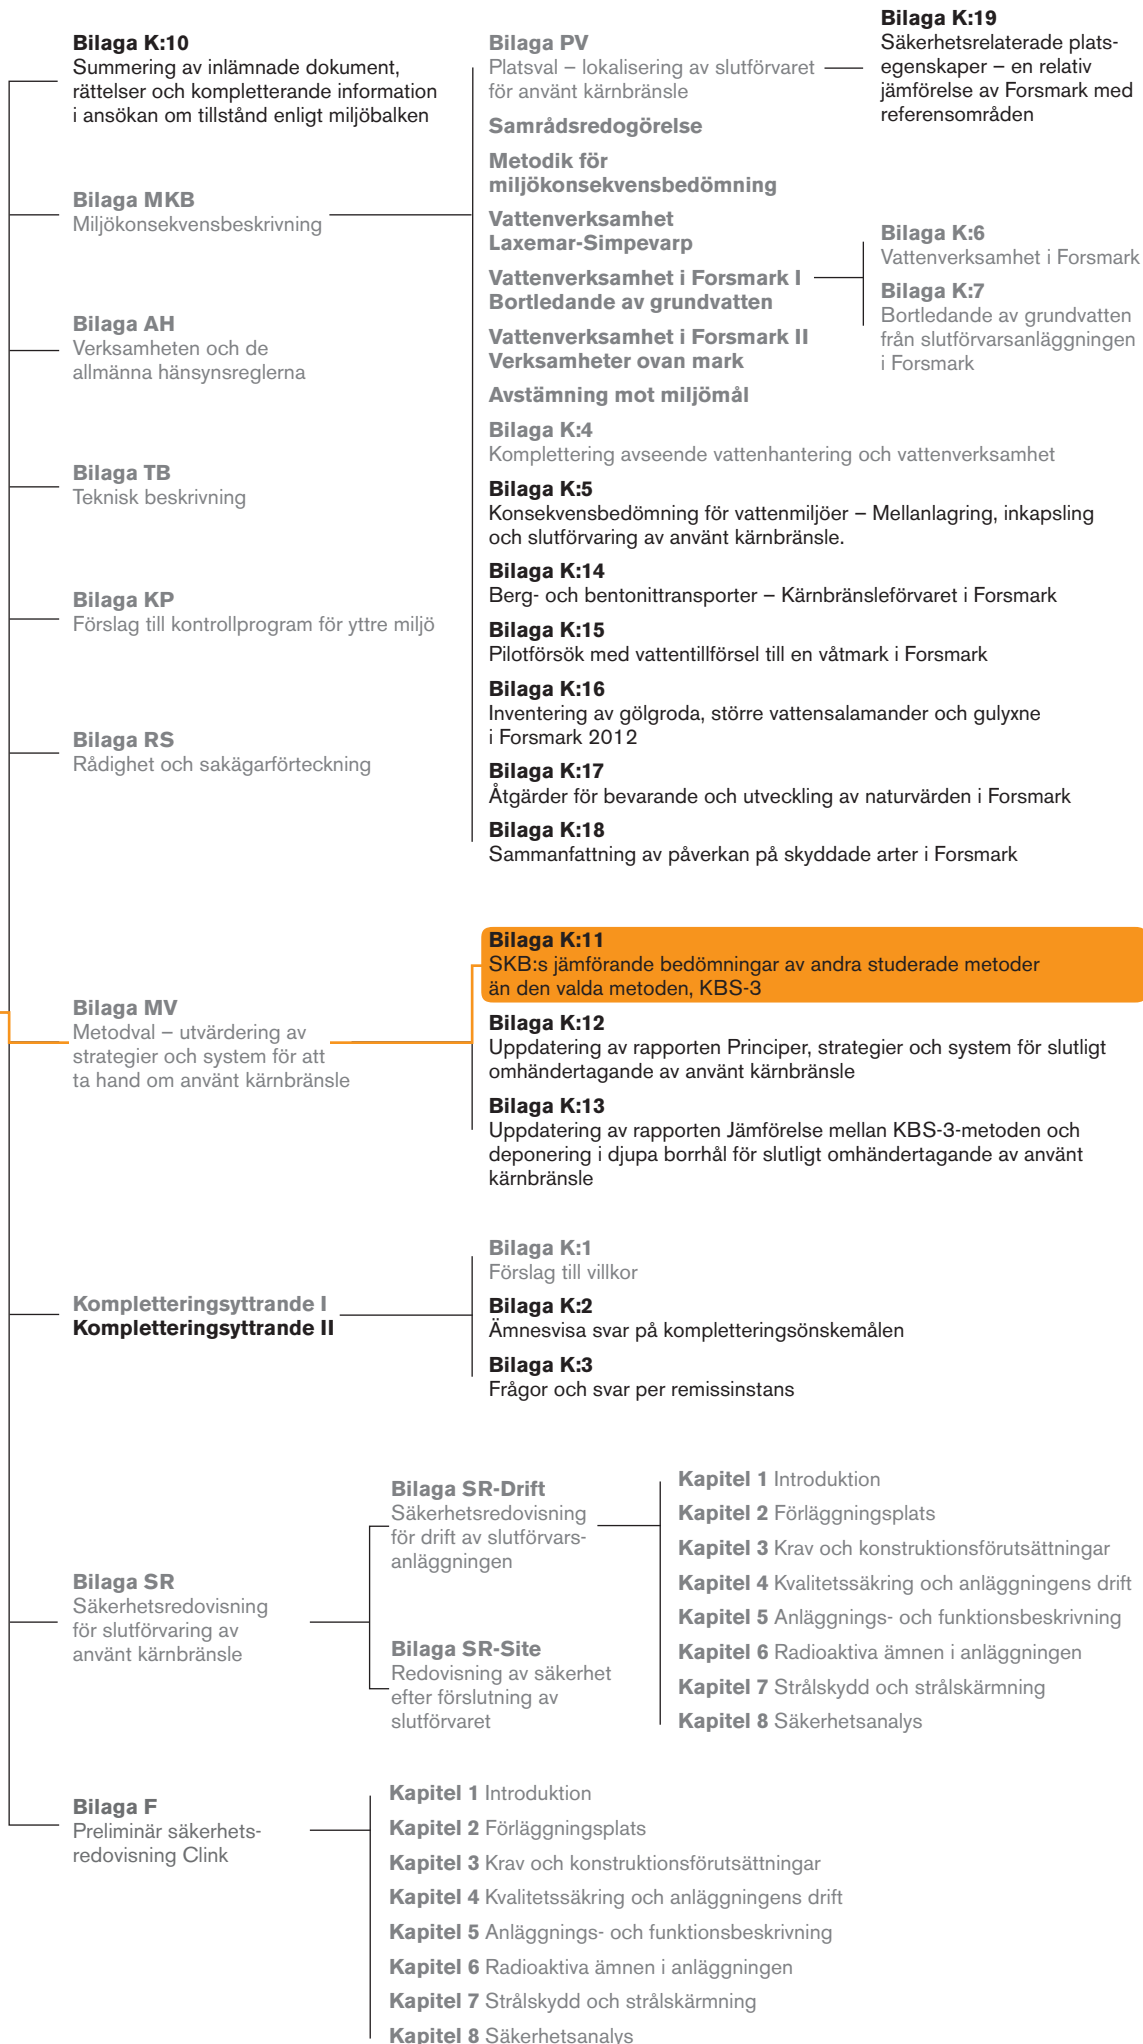 Bilaga K:10
Summering av inlämnade dokument,
rättelser och kompletterande information
i ansökan om tillstånd enligt miljöbalken
Bilaga MKB
Miljökonsekvensbeskrivning
Bilaga AH
Verksamheten och de
allmänna hänsynsreglerna
Bilaga TB
Teknisk beskrivning
Bilaga KP
Förslag till kontrollprogram för yttre miljö
Bilaga RS
Rådighet och sakägarförteckning
Bilaga PV
Platsval – lokalisering av slutförvaret
för använt kärnbränsle
Bilaga K:19
Säkerhetsrelaterade plats-
egenskaper – en relativ
jämförelse av Forsmark med
referensområden
Samrådsredogörelse
Metodik för
miljökonsekvensbedömning
Vattenverksamhet
Laxemar-Simpevarp
Vattenverksamhet i Forsmark I
Bortledande av grundvatten
Bilaga K:6
Vattenverksamhet i Forsmark
Bilaga K:7
Bortledande av grundvatten
från slutförvarsanläggningen
i Forsmark
Vattenverksamhet i Forsmark II
Verksamheter ovan mark
Avstämning mot miljömål
Bilaga K:4
Komplettering avseende vattenhantering och vattenverksamhet
Bilaga K:5
Konsekvensbedömning för vattenmiljöer – Mellanlagring, inkapsling
och slutförvaring av använt kärnbränsle.
Bilaga K:14
Berg- och bentonittransporter – Kärnbränsleförvaret i Forsmark
Bilaga K:15
Pilotförsök med vattentillförsel till en våtmark i Forsmark
Bilaga K:16
Inventering av gölgroda, större vattensalamander och gulyxne
i Forsmark 2012
Bilaga K:17
Åtgärder för bevarande och utveckling av naturvärden i Forsmark
Bilaga K:18
Sammanfattning av påverkan på skyddade arter i Forsmark
Bilaga MV
Metodval – utvärdering av
strategier och system för att
ta hand om använt kärnbränsle
Bilaga K:11
SKB:s jämförande bedömningar av andra studerade metoder
än den valda metoden, KBS-3
Bilaga K:12
Uppdatering av rapporten Principer, strategier och system för slutligt
omhändertagande av använt kärnbränsle
Bilaga K:13
Uppdatering av rapporten Jämförelse mellan KBS-3-metoden och
deponering i djupa borrhål för slutligt omhändertagande av använt
kärnbränsle
Kompletteringsyttrande I
Kompletteringsyttrande II
Bilaga K:1
Förslag till villkor
Bilaga K:2
Ämnesvisa svar på kompletteringsönskemålen
Bilaga K:3
Frågor och svar per remissinstans
Bilaga SR
Säkerhetsredovisning
för slutförvaring av
använt kärnbränsle
Bilaga SR-Drift
Säkerhetsredovisning
för drift av slutförvars-
anläggningen
Bilaga SR-Site
Redovisning av säkerhet
efter förslutning av
slutförvaret
Kapitel 1 Introduktion
Kapitel 2 Förläggningsplats
Kapitel 3 Krav och konstruktionsförutsättningar
Kapitel 4 Kvalitetssäkring och anläggningens drift
Kapitel 5 Anläggnings- och funktionsbeskrivning
Kapitel 6 Radioaktiva ämnen i anläggningen
Kapitel 7 Strålskydd och strålskärmning
Kapitel 8 Säkerhetsanalys
Bilaga F
Preliminär säkerhets-
redovisning Clink
Kapitel 1 Introduktion
Kapitel 2 Förläggningsplats
Kapitel 3 Krav och konstruktionsförutsättningar
Kapitel 4 Kvalitetssäkring och anläggningens drift
Kapitel 5 Anläggnings- och funktionsbeskrivning
Kapitel 6 Radioaktiva ämnen i anläggningen
Kapitel 7 Strålskydd och strålskärmning
Kapitel 8 Säkerhetsanalys